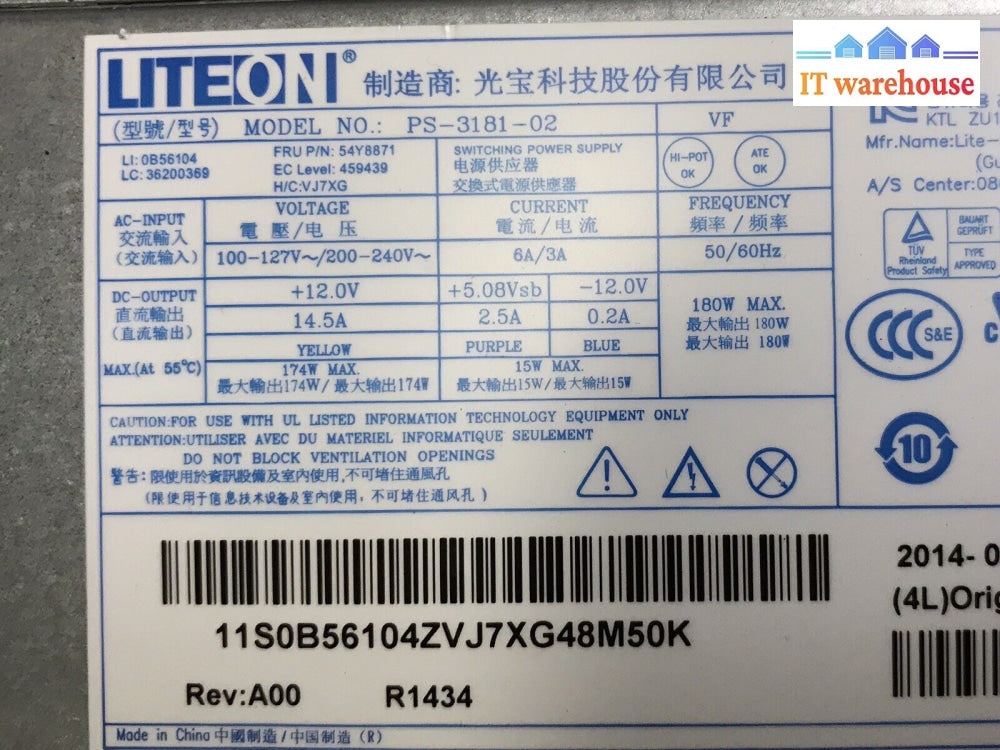 IT warehouse
LITEON® 制造商: 光宝科技股份有限公司
(型號/型号) MODEL NO.: PS-3181-02
VF
KTL ZU1
Mfr.Name:Lite-
A/S Center:08
LI: 0B56104
LC: 36200369
FRU P/N: 54Y8871
EC Level: 459439
H/C:VJ7XG
SWITCHING POWER SUPPLY
电源供应器
交換式電源供應器
HI-POT
OK
ATE
OK
AC-INPUT
交流輸入
(交流输入)
VOLTAGE
電 壓/电 压
CURRENT
電流/电流
FREQUENCY
頻率/频率
100-127V~/200-240V~
6A/3A
50/60Hz
TÜV
Rheinland
Product Safety
BAUART
GEPRÜFT
TYPE
APPROVED
DC-OUTPUT
直流輸出
(直流输出)
MAX.(At 55℃)
+12.0V
+5.08Vsb
-12.0V
14.5A
2.5A
0.2A
YELLOW
PURPLE
BLUE
174W MAX.
最大輸出174W/最大输出174W
15W MAX.
最大輸出15W/最大输出15W
180W MAX.
最大輸出 180W
最大输出 180W
CCC S&E
CAUTION:FOR USE WITH UL LISTED INFORMATION TECHNOLOGY EQUIPMENT ONLY
ATTENTION:UTILISER AVEC DU MATERIEL INFORMATIQUE SEULEMENT
DO NOT BLOCK VENTILATION OPENINGS
警告:限使用於資訊設備及室內使用,不可堵住通風孔
(限使用于信息技术设备及室内使用, 不可堵住通风孔)
10
11S0B56104ZVJ7XG48M50K
Rev:A00 R1434
2014- 0
(4L)Orig
Made in China 中國制造/中国制造 (R)